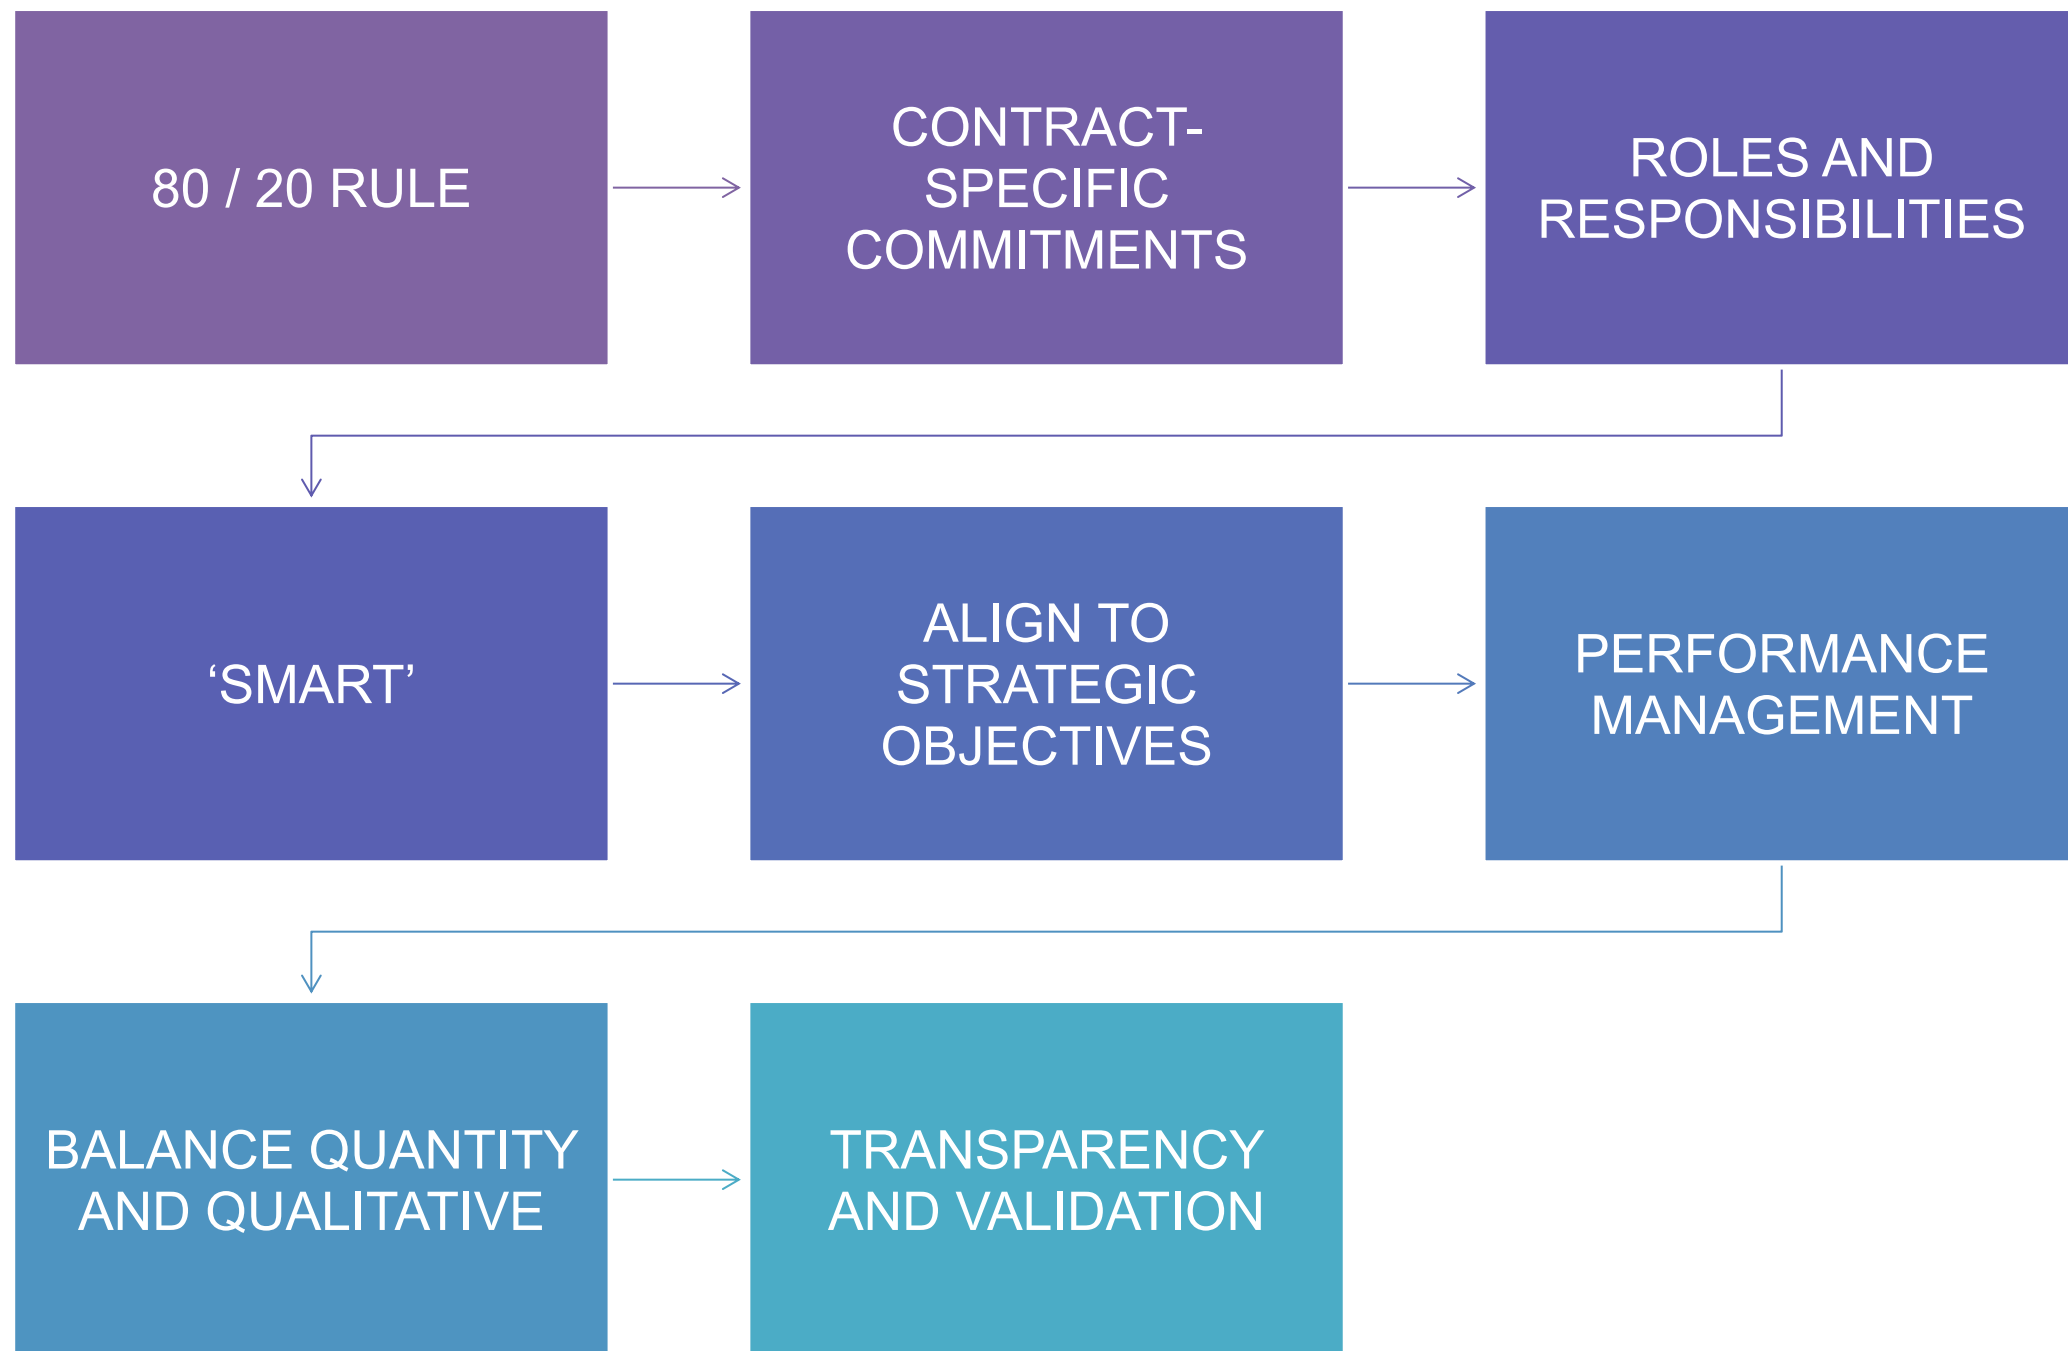 80 / 20 RULE
CONTRACT-
SPECIFIC
COMMITMENTS
ROLES AND
RESPONSIBILITIES
‘SMART’
ALIGN TO
STRATEGIC
OBJECTIVES
PERFORMANCE
MANAGEMENT
BALANCE QUANTITY
AND QUALITATIVE
TRANSPARENCY
AND VALIDATION